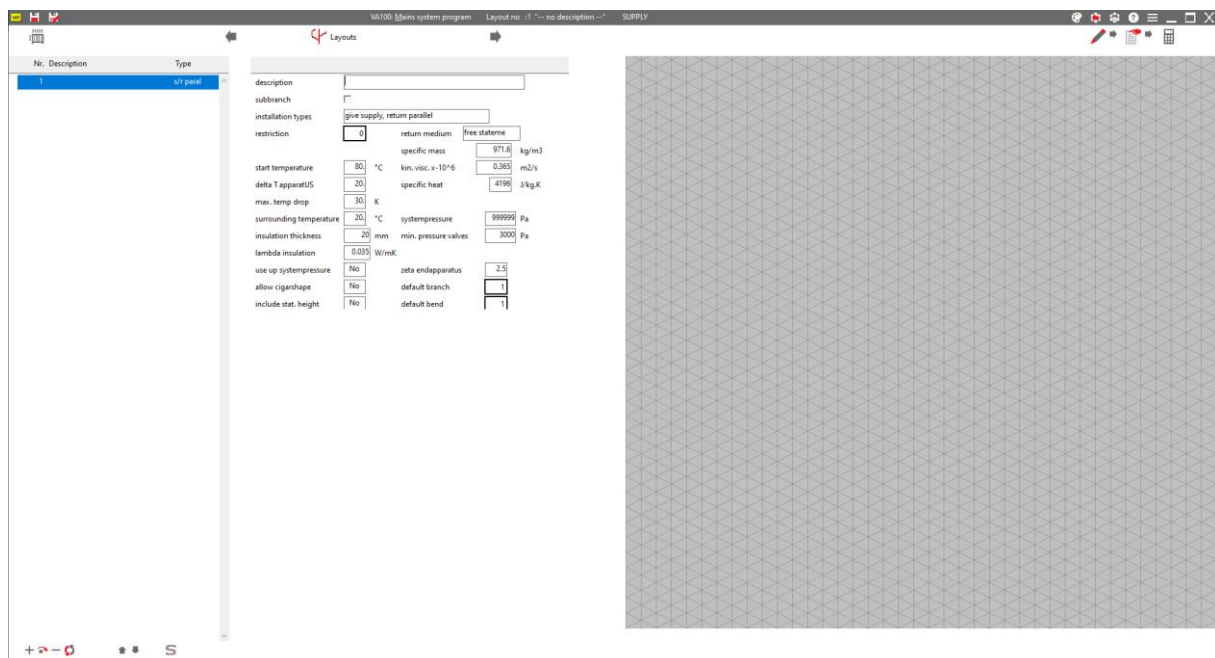 VA100: Mains system program Layout no :1 "-- no description --" SUPPLY
Layouts
Nr. Description Type
1 s/r paral
description
subbranch
installation types give supply, return parallel
restriction 0 return medium free stateme
specific mass 971.6 kg/m3
start temperature 80. °C kin. visc. x-10^6 0.365 m2/s
delta T apparatUS 20. specific heat 4196 J/kg.K
max. temp drop 30. K
surrounding temperature 20. °C systempressure 999999 Pa
insulation thickness 20 mm min. pressure valves 3000 Pa
lambda insulation 0.035 W/mK
use up systempressure No zeta endapparatus 2.5
allow cigarshape No default branch 1
include stat. height No default bend 1
S